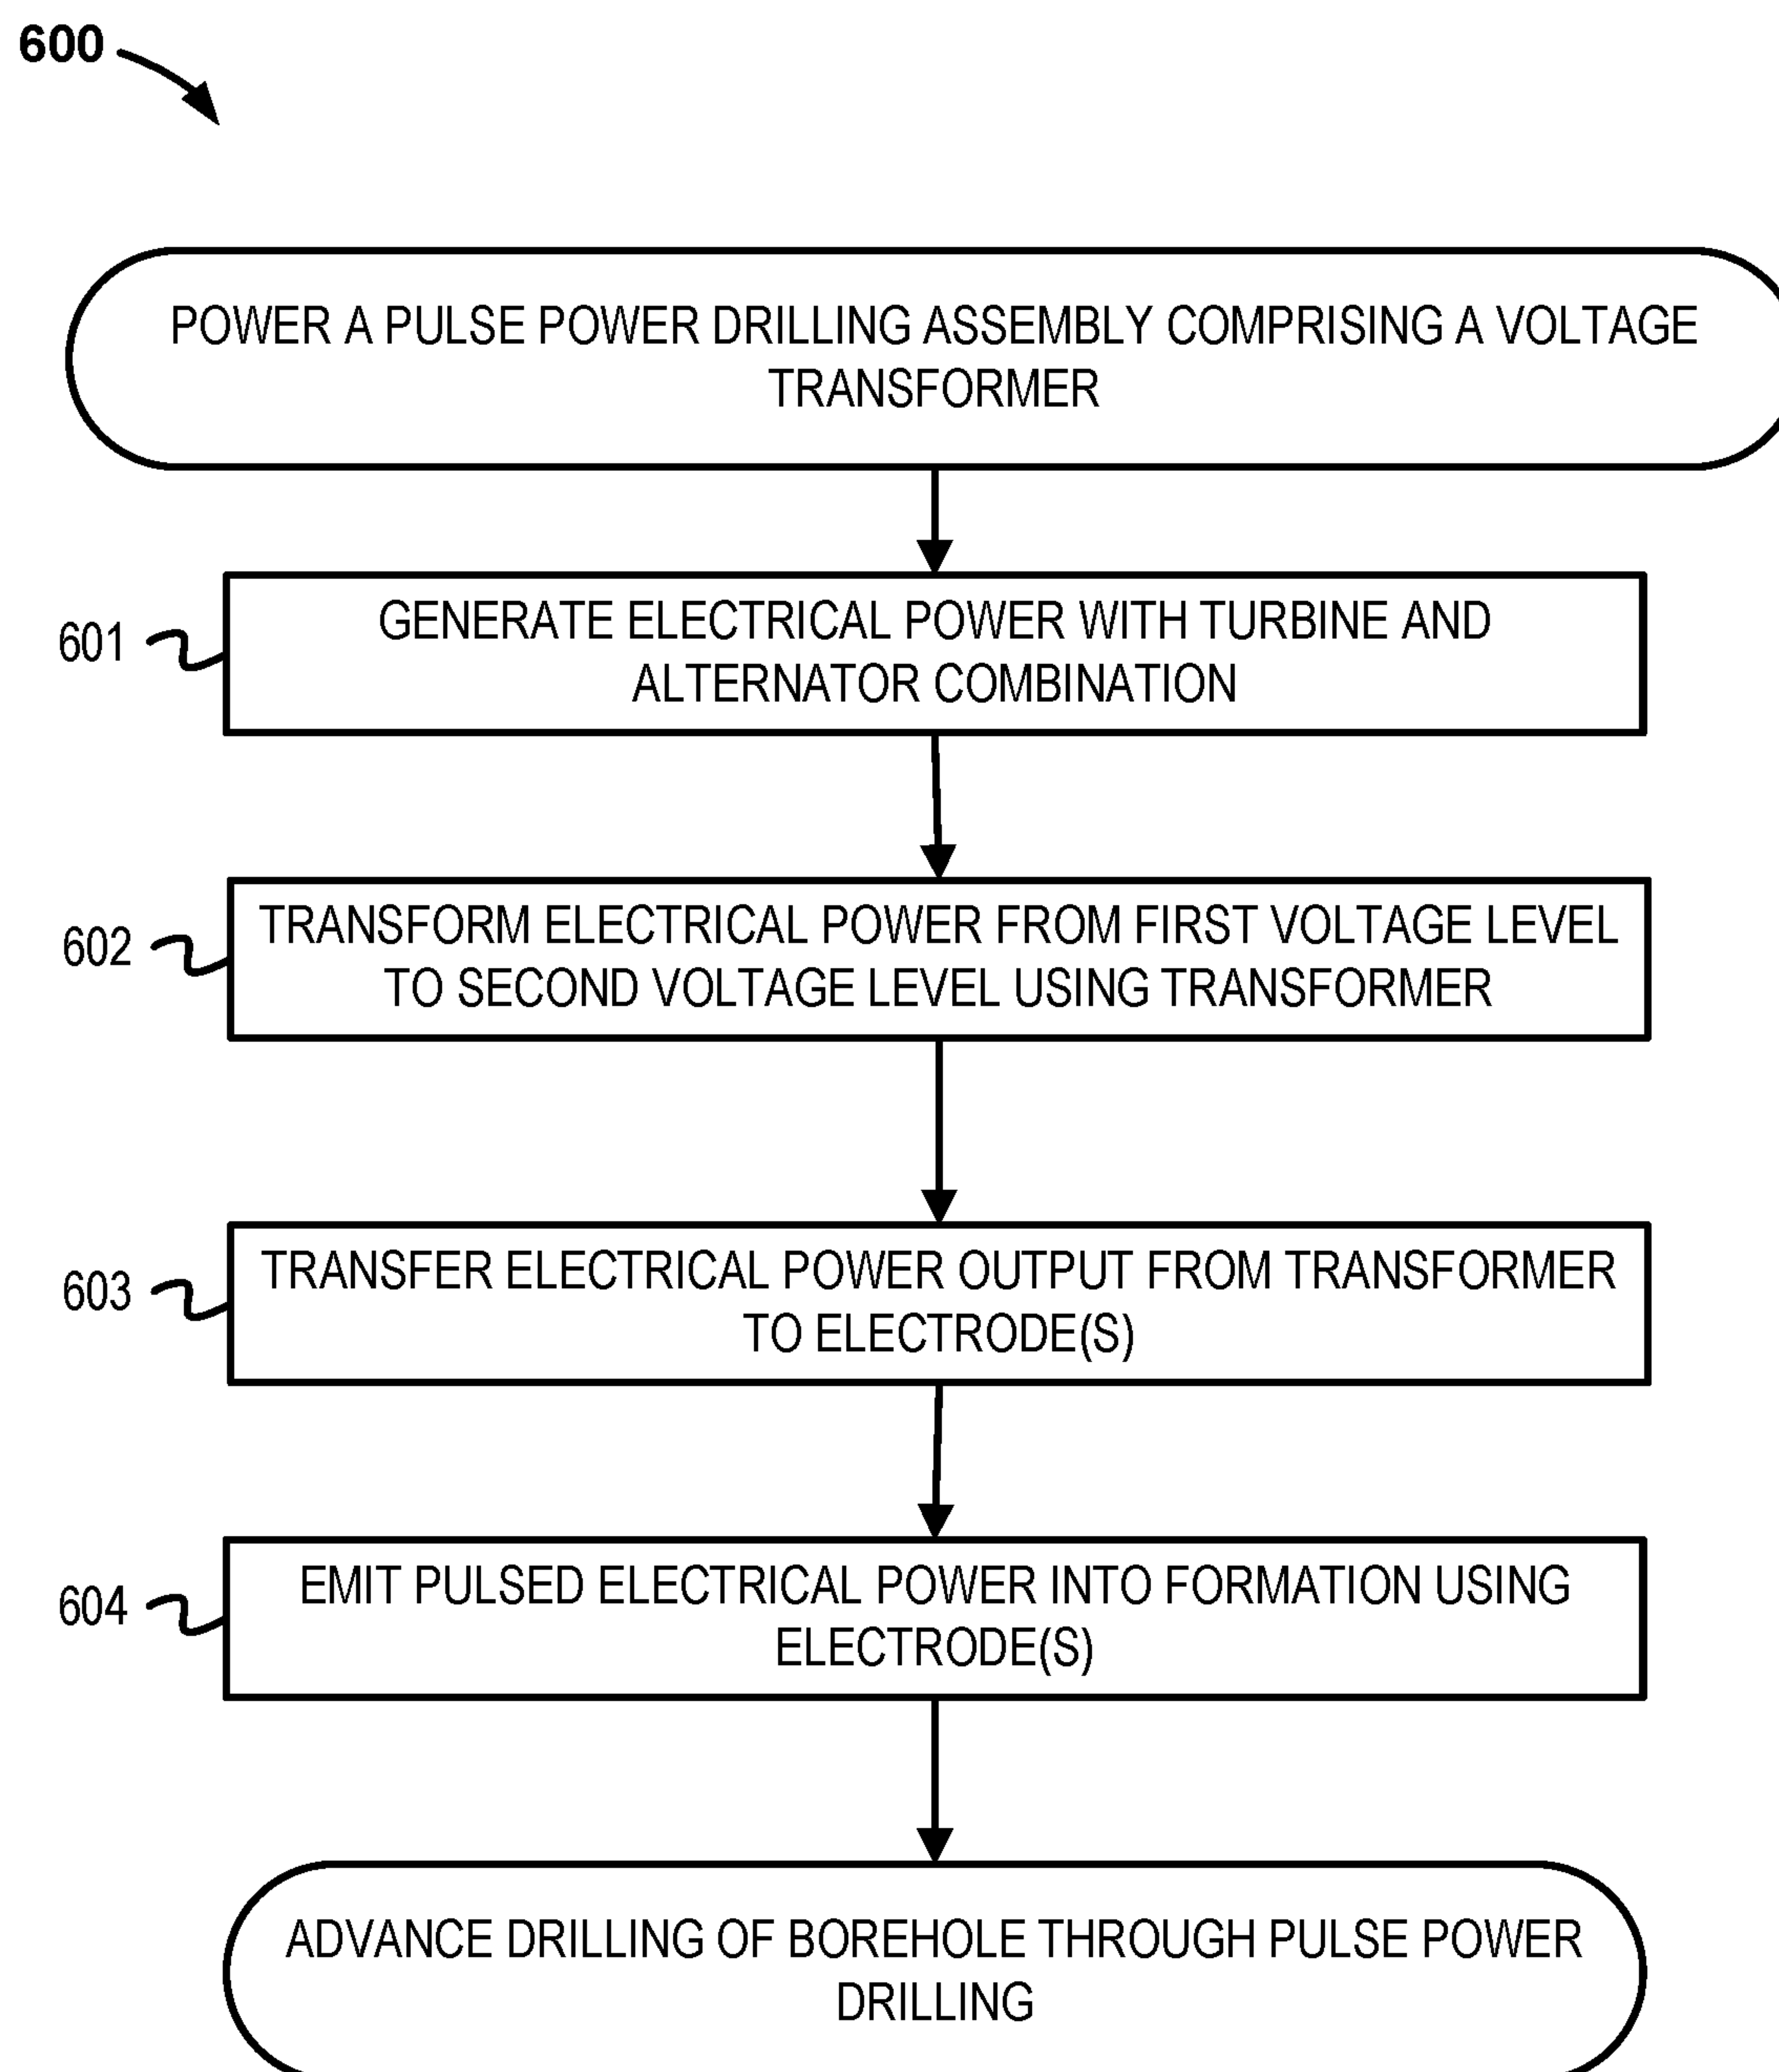 600
POWER A PULSE POWER DRILLING ASSEMBLY COMPRISING A VOLTAGE
TRANSFORMER
601
GENERATE ELECTRICAL POWER WITH TURBINE AND
ALTERNATOR COMBINATION
602
TRANSFORM ELECTRICAL POWER FROM FIRST VOLTAGE LEVEL
TO SECOND VOLTAGE LEVEL USING TRANSFORMER
603
TRANSFER ELECTRICAL POWER OUTPUT FROM TRANSFORMER
TO ELECTRODE(S)
604
EMIT PULSED ELECTRICAL POWER INTO FORMATION USING
ELECTRODE(S)
ADVANCE DRILLING OF BOREHOLE THROUGH PULSE POWER
DRILLING